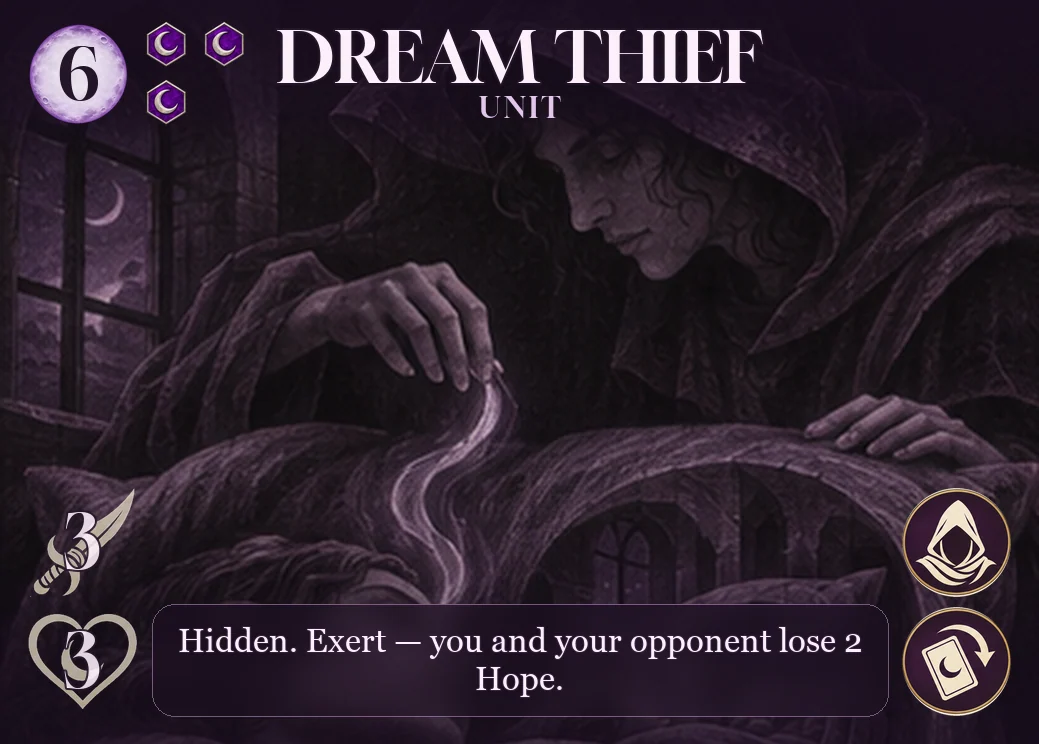 6
DREAM THIEF
UNIT
3
3
Hidden. Exert — you and your opponent lose 2
Hope.